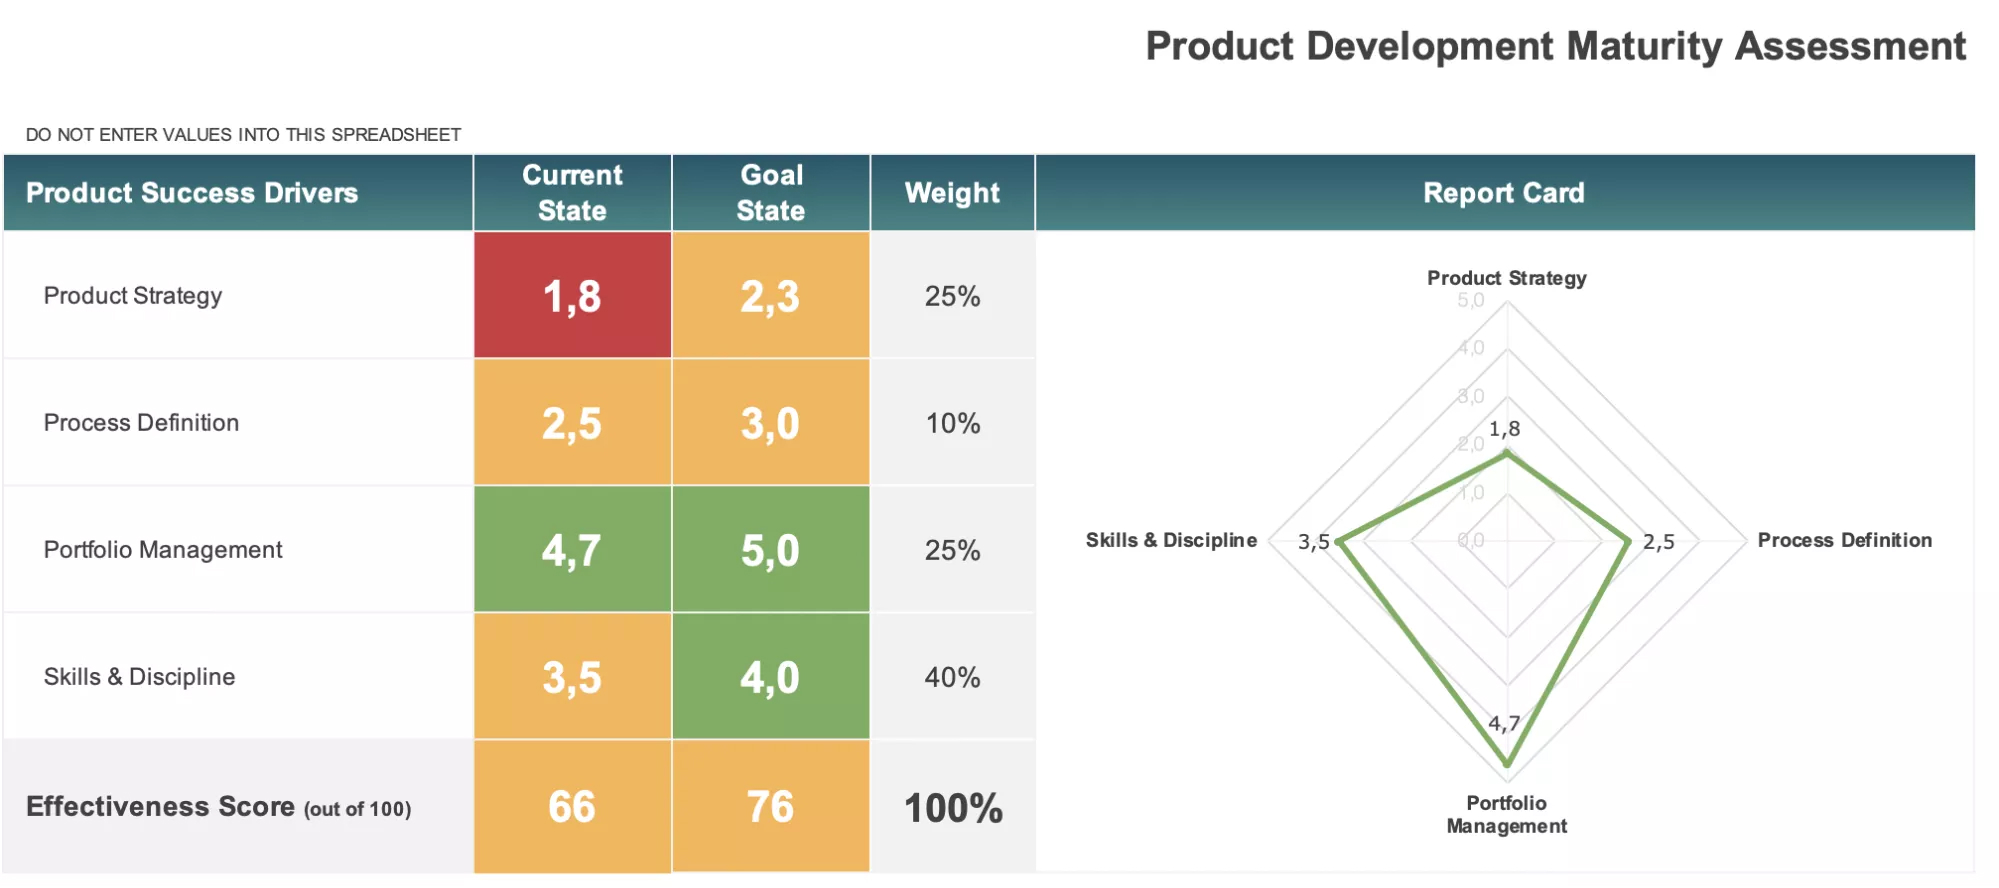 Product Development Maturity Assessment
DO NOT ENTER VALUES INTO THIS SPREADSHEET
Product Success Drivers
Current
State
Goal
State
Weight
Report Card
Product Strategy
1,8
2,3
25%
Process Definition
2,5
3,0
10%
Portfolio Management
4,7
5,0
25%
Skills & Discipline
3,5
4,0
40%
Effectiveness Score (out of 100)
66
76
100%
Product Strategy
5,0
4,0
3,0
1,8
2,0
1,0
Skills & Discipline
3,5
0,0
2,5
Process Definition
4,7
Portfolio
Management